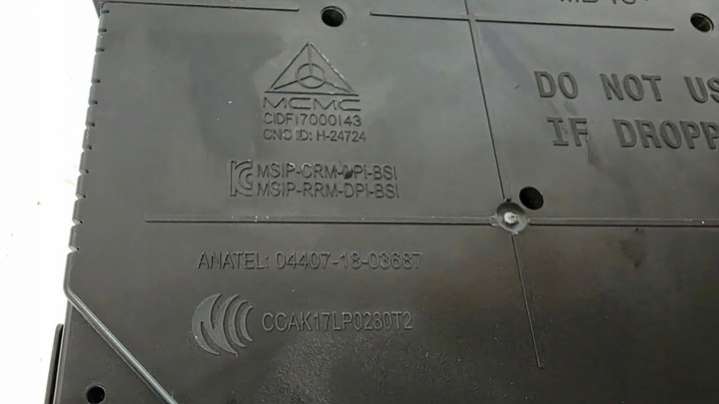 MCMC
CIDF17000143
CNC ID: H-24724
MSIP-CRM-DPi-BSI
MSIP-RRM-DPI-BSI
ANATEL: 04407-18-03687
CCAK17LP0280T2
DO NOT US
IF DROPP